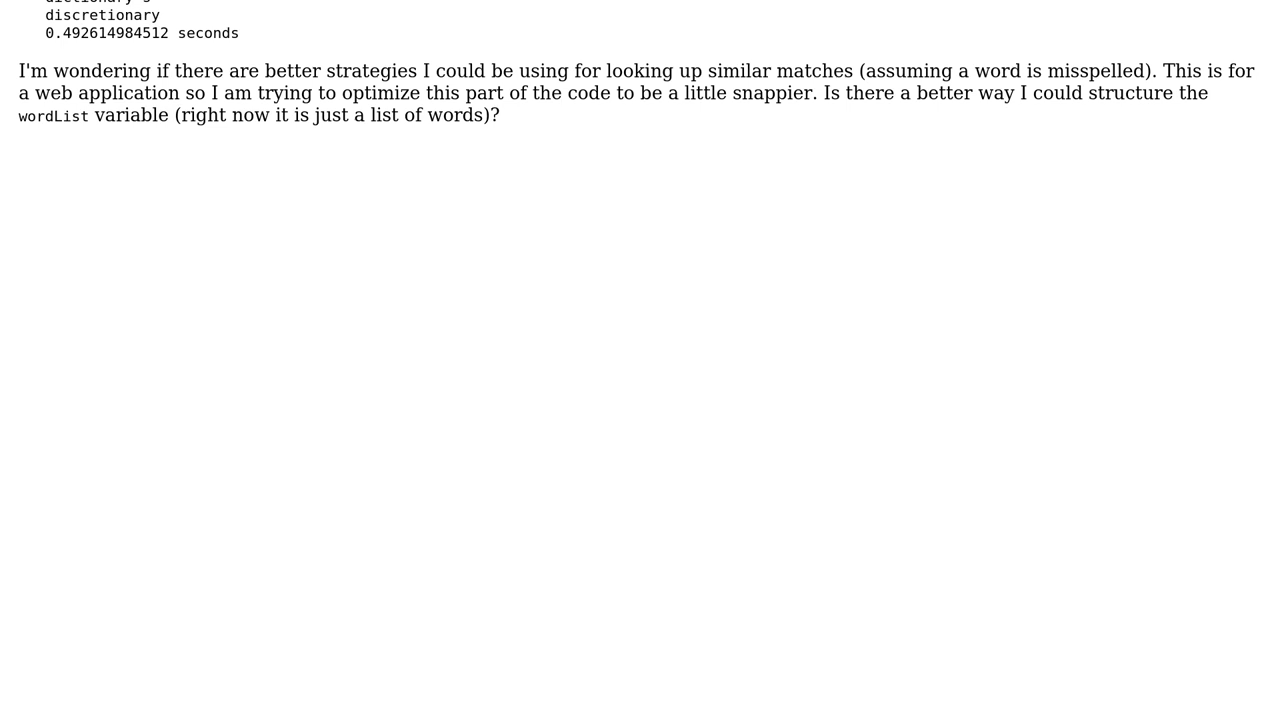 discretionary
0.492614984512 seconds
I'm wondering if there are better strategies I could be using for looking up similar matches (assuming a word is misspelled). This is for
a web application so I am trying to optimize this part of the code to be a little snappier. Is there a better way I could structure the
wordList variable (right now it is just a list of words)?